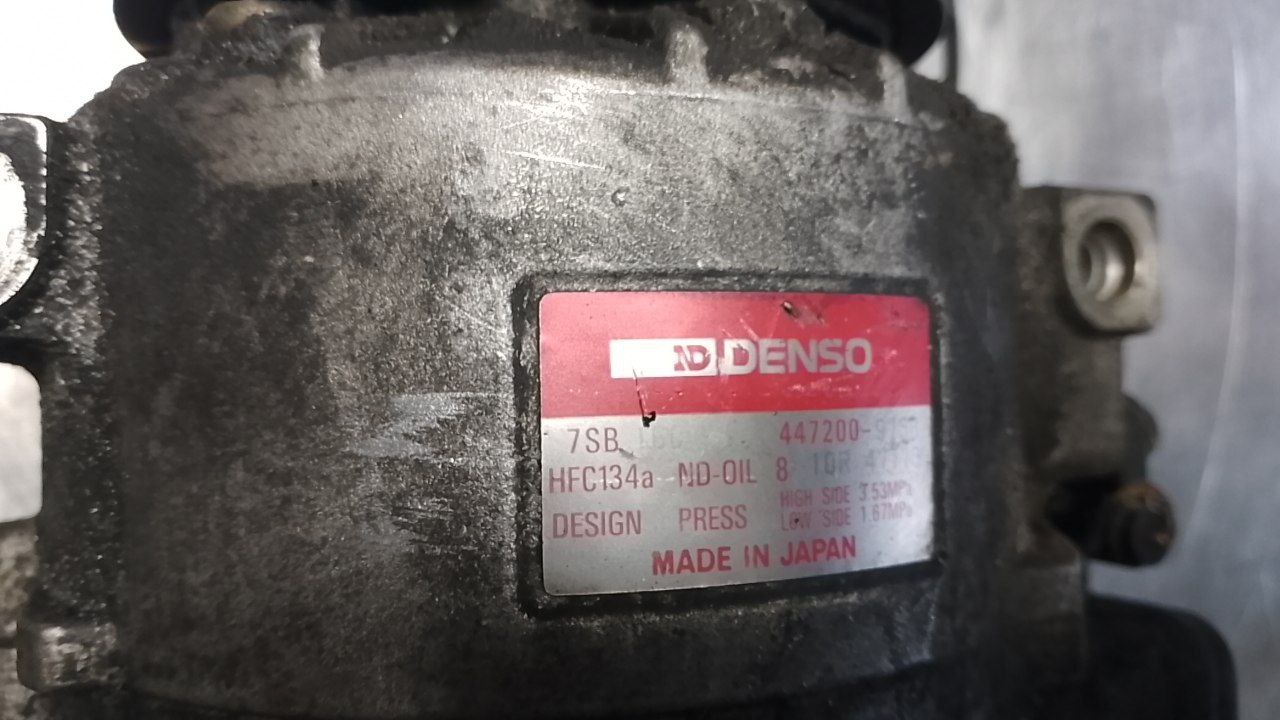 ND DENSO
7SB 447200-
HFC134a ND-OIL 8
HIGH SIDE 3.53MPa
DESIGN PRESS LOW SIDE 1.67MPa
MADE IN JAPAN